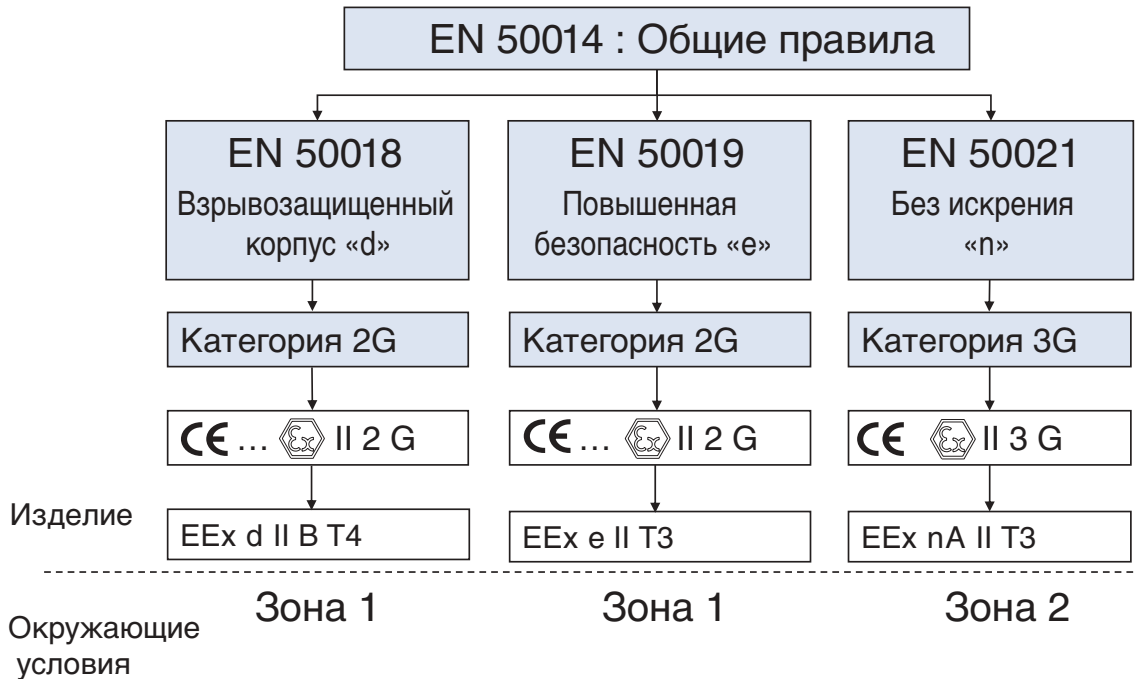 EN 50014 : Общие правила
EN 50018
Взрывозащищенный
корпус «d»
EN 50019
Повышенная
безопасность «e»
EN 50021
Без искрения
«n»
Категория 2G
Категория 2G
Категория 3G
CE ... Ex II 2 G
CE ... Ex II 2 G
CE Ex II 3 G
Изделие
EEx d II B T4
EEx e II T3
EEx nA II T3
Зона 1
Зона 1
Зона 2
Окружающие
условия